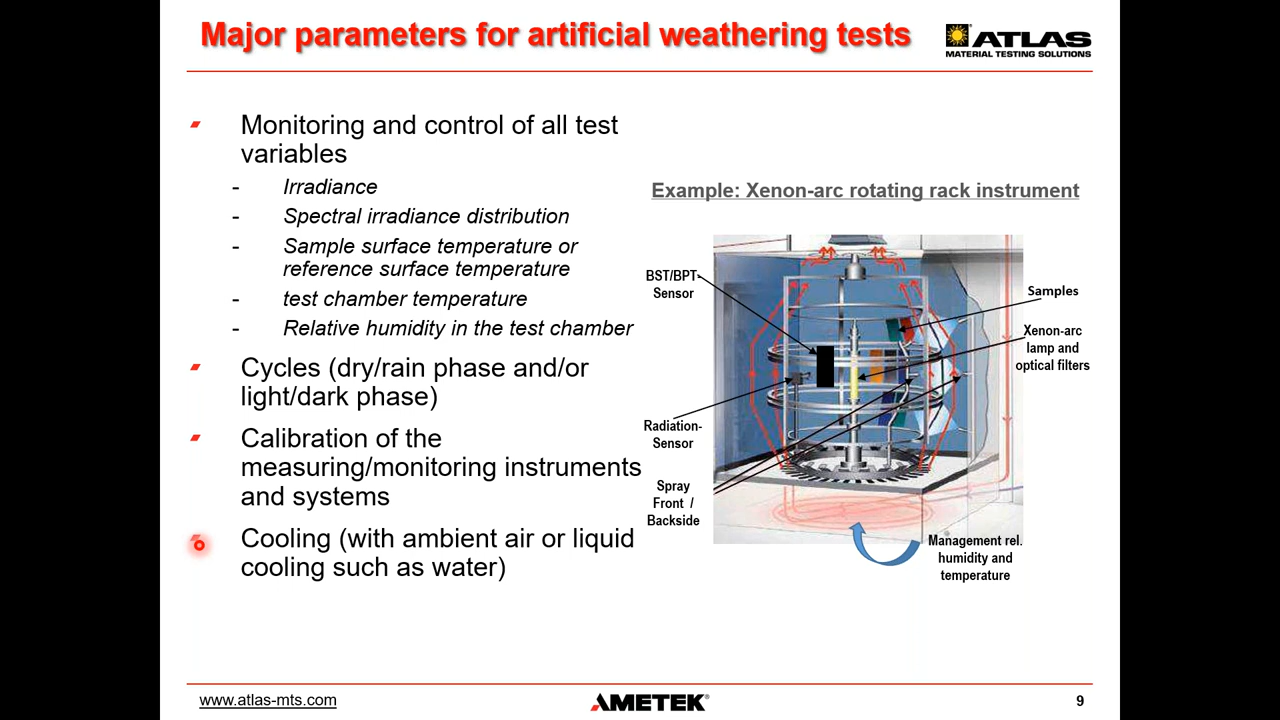 Major parameters for artificial weathering tests
ATLAS
MATERIAL TESTING SOLUTIONS
Monitoring and control of all test
variables
- Irradiance
- Spectral irradiance distribution
- Sample surface temperature or
reference surface temperature
- test chamber temperature
- Relative humidity in the test chamber
Cycles (dry/rain phase and/or
light/dark phase)
Calibration of the
measuring/monitoring instruments
and systems
Cooling (with ambient air or liquid
cooling such as water)
Example: Xenon-arc rotating rack instrument
BST/BPT-
Sensor
Samples
Xenon-arc
lamp and
optical filters
Radiation-
Sensor
Spray
Front /
Backside
Management rel.
humidity and
temperature
www.atlas-mts.com
AMETEK®
9